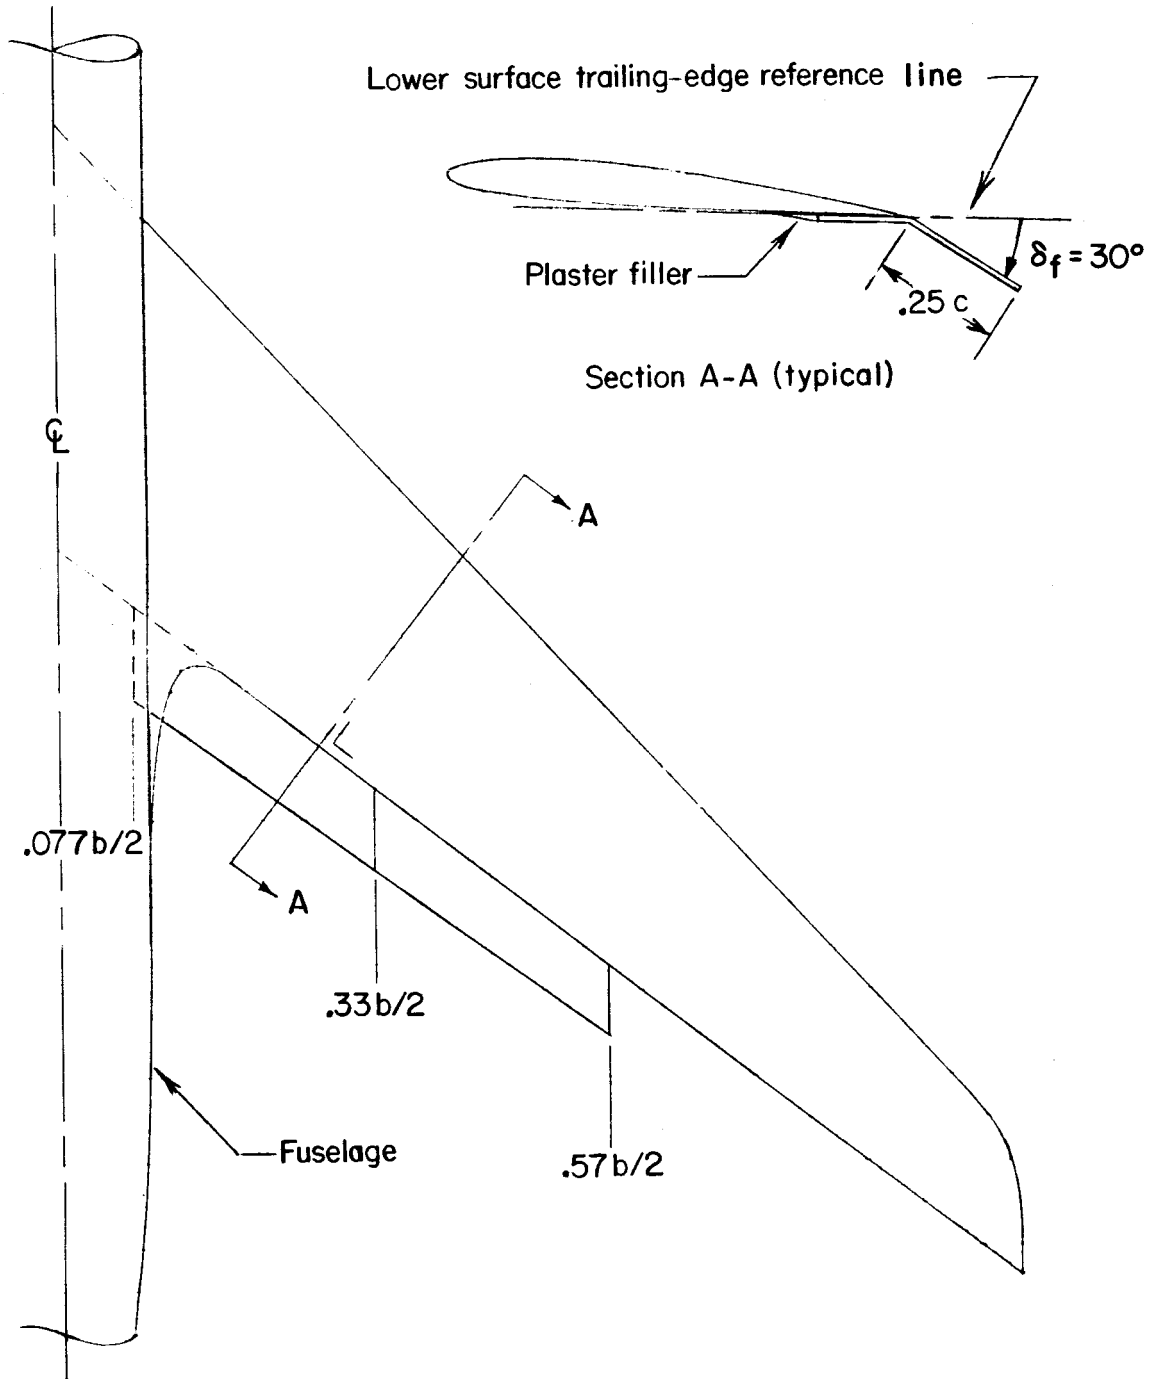 Lower surface trailing-edge reference line
δf = 30°
Plaster filler
.25 c
Section A-A (typical)
℄
A
.077b/2
A
.33b/2
Fuselage
.57b/2